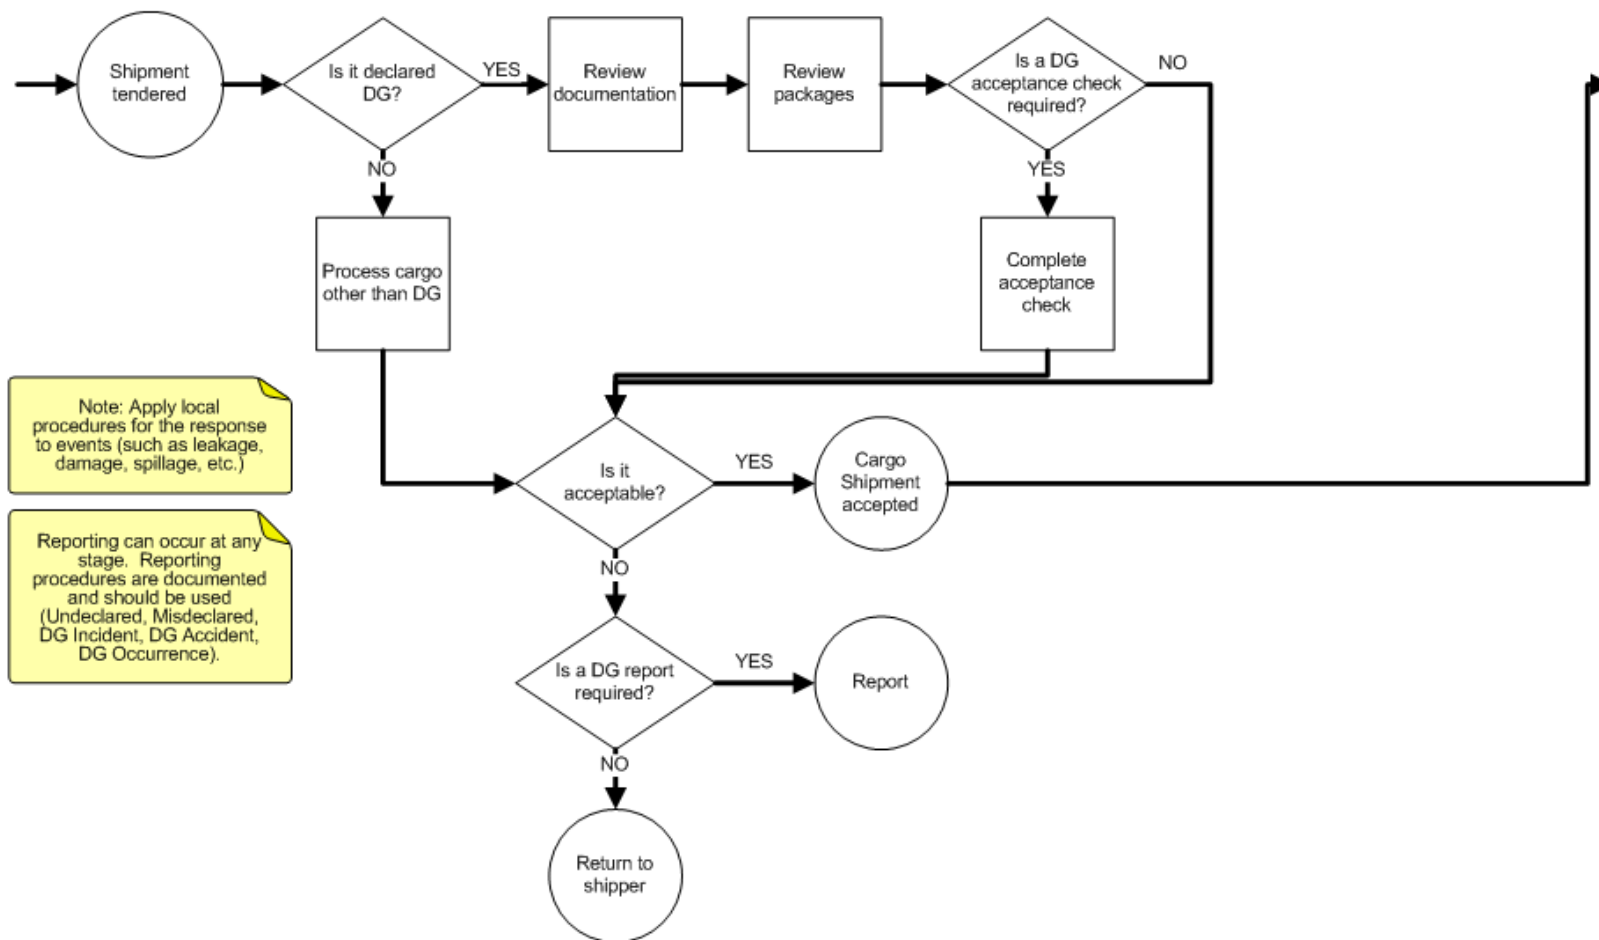 Shipment
tendered
Is it declared
DG?
YES
Review
documentation
Review
packages
Is a DG
acceptance check
required?
NO
NO
YES
Process cargo
other than DG
Complete
acceptance
check
Note: Apply local
procedures for the response
to events (such as leakage,
damage, spillage, etc.)
Is it
acceptable?
YES
Cargo
Shipment
accepted
Reporting can occur at any
stage.  Reporting
procedures are documented
and should be used
(Undeclared, Misdeclared,
DG Incident, DG Accident,
DG Occurrence).
NO
Is a DG report
required?
YES
Report
NO
Return to
shipper